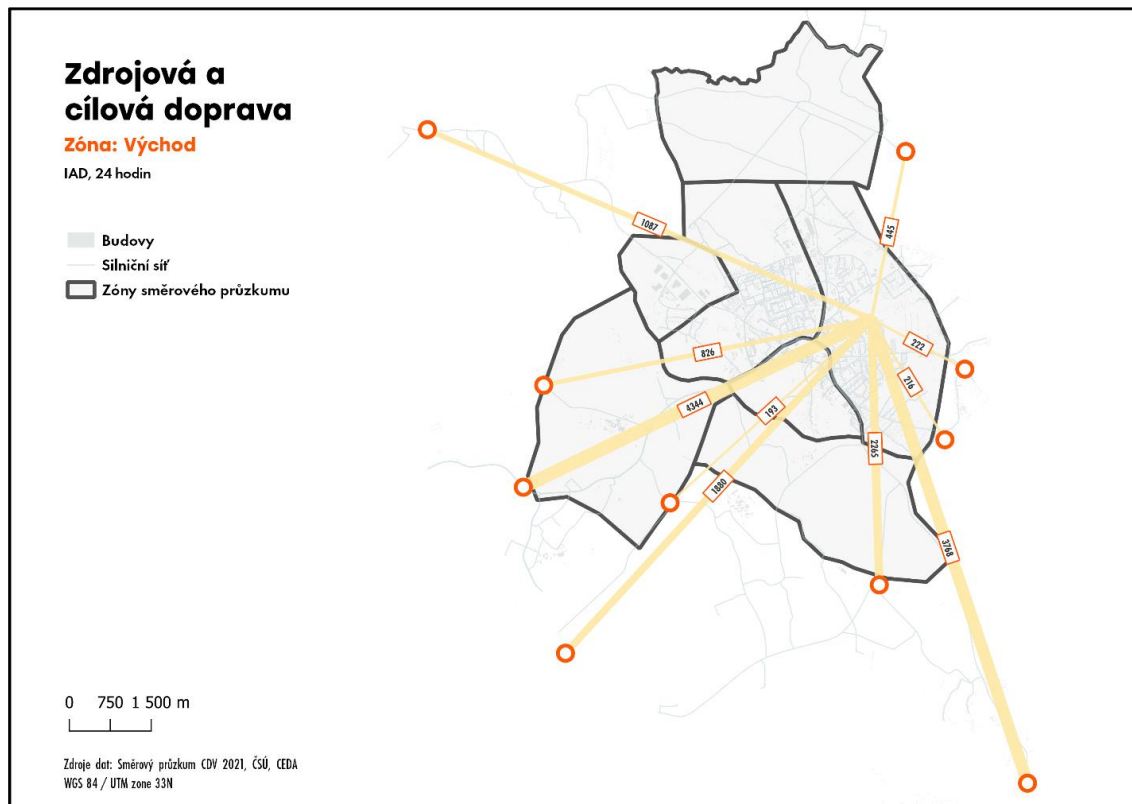 Zdrojová a
cílová doprava
Zóna: Východ
IAD, 24 hodin
Budovy
Silniční síť
Zóny směrového průzkumu
1087
445
222
826
216
4344
193
2265
1880
3768
0 750 1 500 m
Zdroje dat: Směrový průzkum CDV 2021, ČSÚ, CEDA
WGS 84 / UTM zone 33N